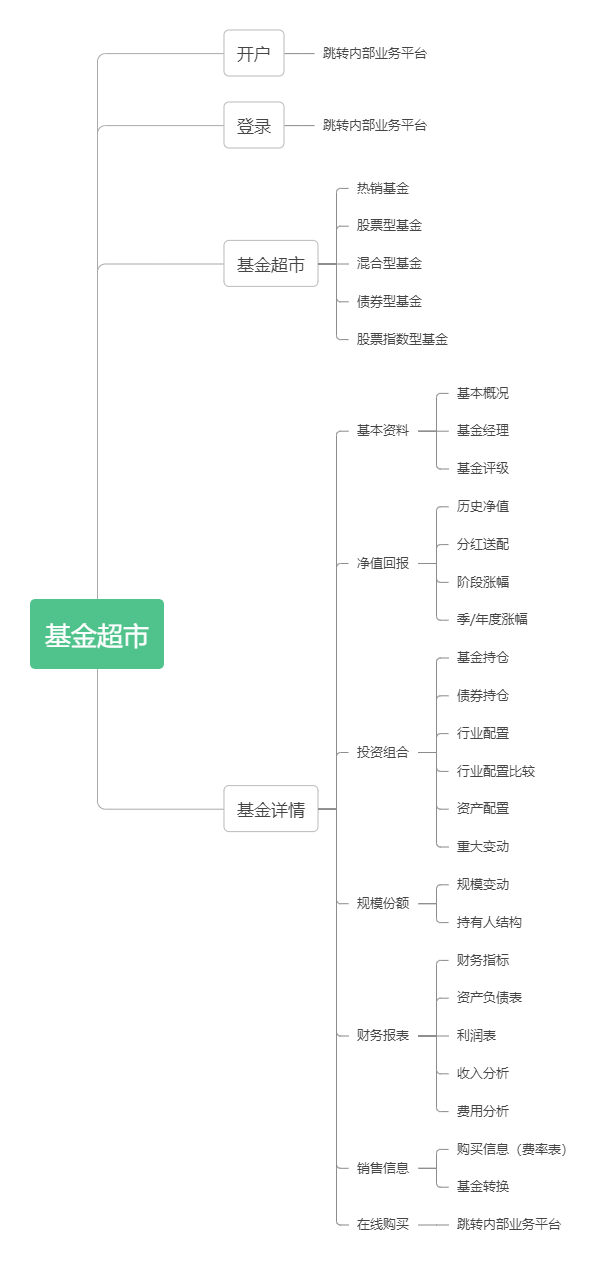 开户
跳转内部业务平台
登录
跳转内部业务平台
基金超市
热销基金
股票型基金
混合型基金
债券型基金
股票指数型基金
基金超市
基金详情
基本资料
基本概况
基金经理
基金评级
净值回报
历史净值
分红送配
阶段涨幅
季/年度涨幅
投资组合
基金持仓
债券持仓
行业配置
行业配置比较
资产配置
重大变动
规模份额
规模变动
持有人结构
财务报表
财务指标
资产负债表
利润表
收入分析
费用分析
销售信息
购买信息（费率表）
基金转换
在线购买
跳转内部业务平台